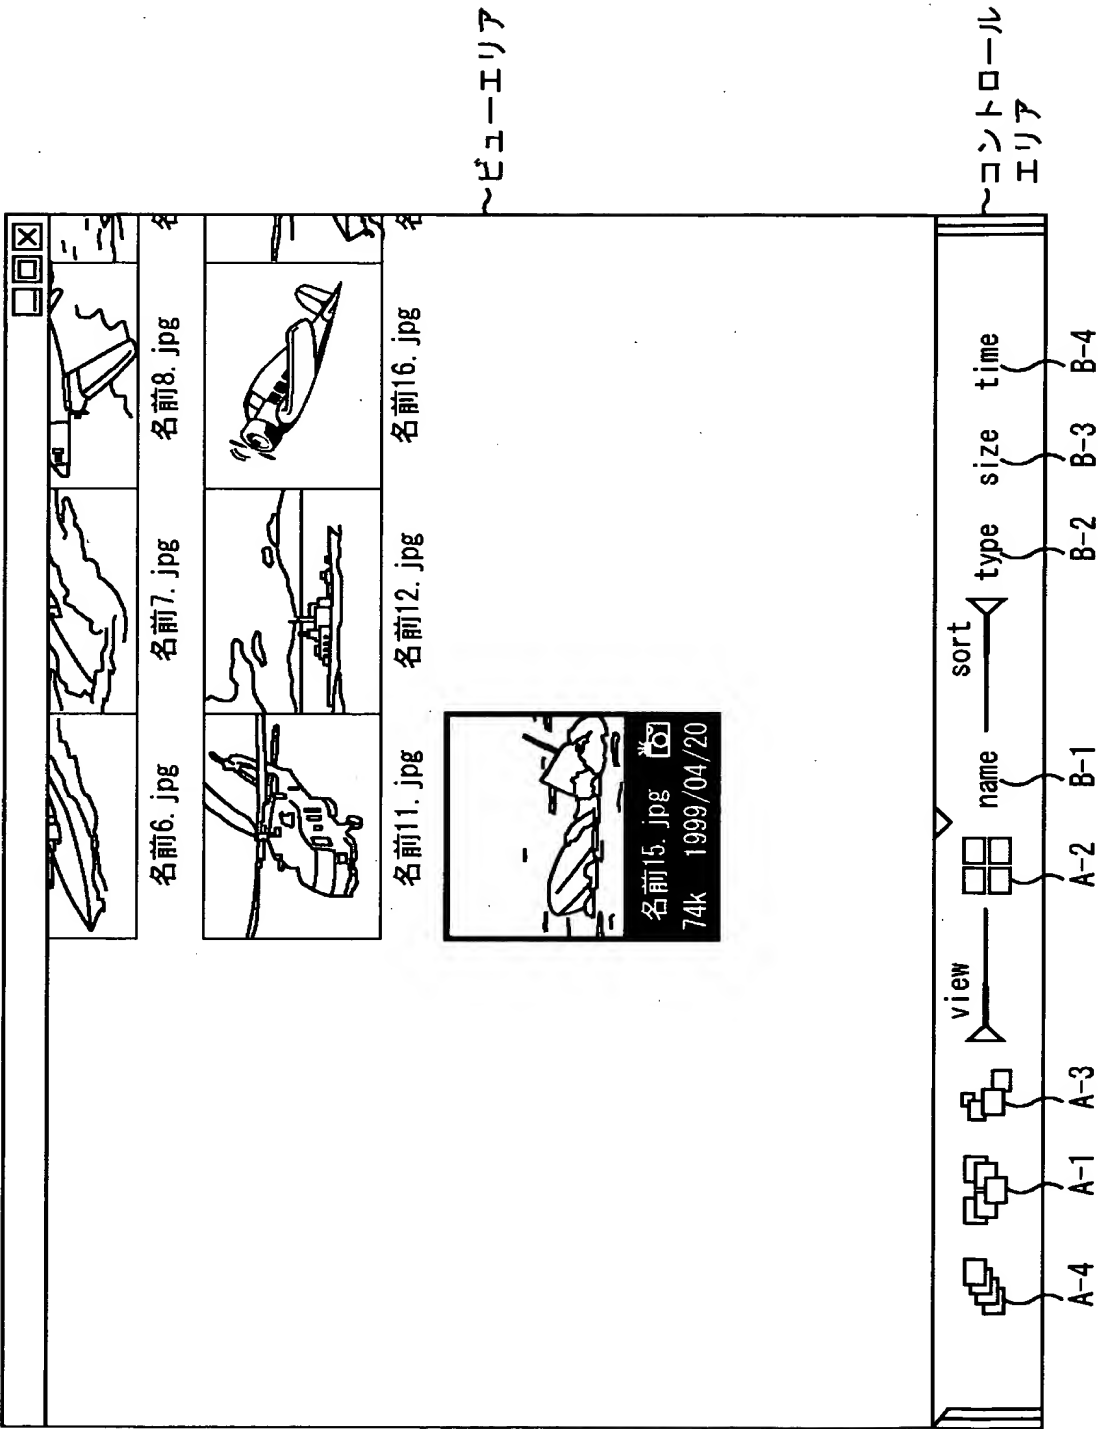 名前6. jpg 名前7. jpg 名前8. jpg 名
名前11. jpg 名前12. jpg 名前16. jpg 名
名前15. jpg
74k 1999/04/20
ビューエリア
view sort
name type size time
コントロール
エリア
A-4 A-1 A-3 A-2 B-1 B-2 B-3 B-4